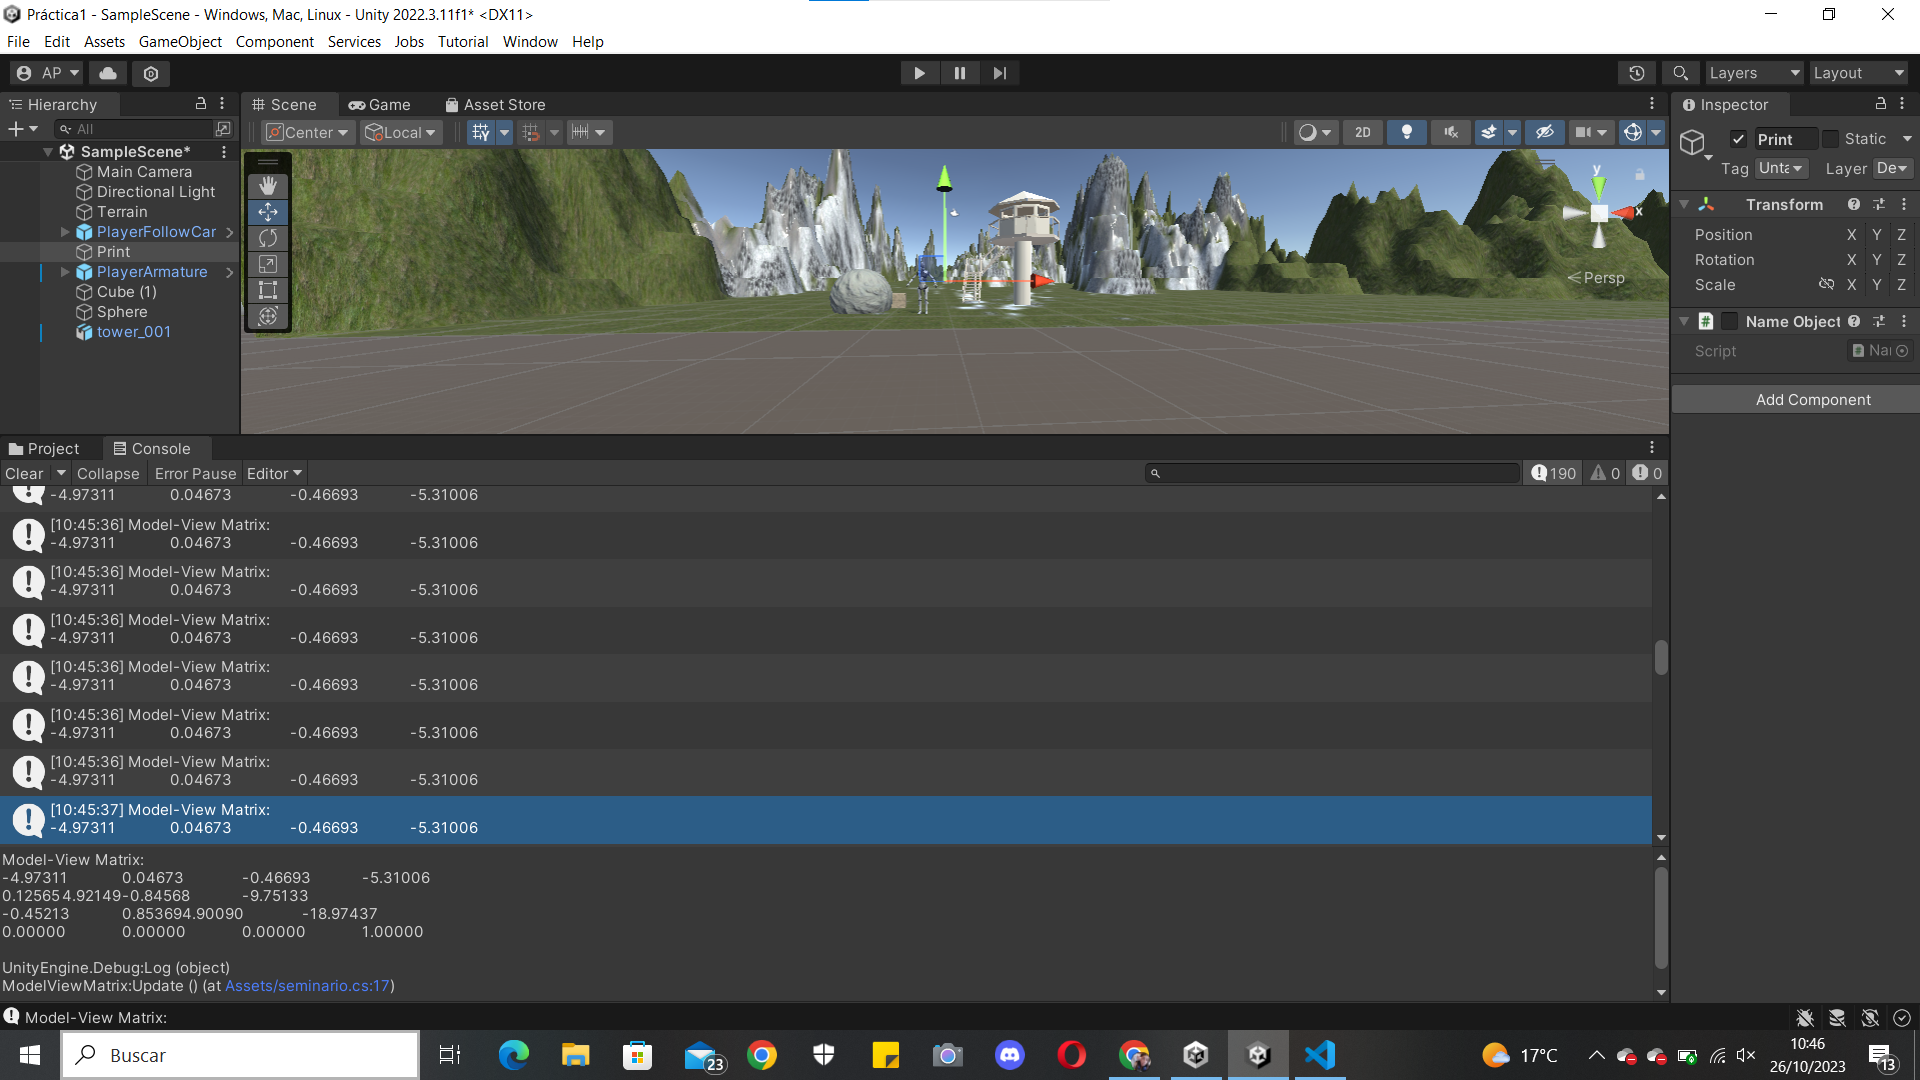 Práctica1 - SampleScene - Windows, Mac, Linux - Unity 2022.3.11f1* <DX11>
File Edit Assets GameObject Component Services Jobs Tutorial Window Help
AP
Layers Layout
Hierarchy
All
SampleScene*
Main Camera
Directional Light
Terrain
PlayerFollowCar
Print
PlayerArmature
Cube (1)
Sphere
tower_001
Scene Game Asset Store
Center Local 2D
y
x
Persp
Inspector
Print Static
Tag Unta Layer De
Transform
Position X Y Z
Rotation X Y Z
Scale X Y Z
# Name Object
Script # Nar
Add Component
Project Console
Clear Collapse Error Pause Editor 190 0 0
-4.97311 0.04673 -0.46693 -5.31006
[10:45:36] Model-View Matrix:
-4.97311 0.04673 -0.46693 -5.31006
[10:45:36] Model-View Matrix:
-4.97311 0.04673 -0.46693 -5.31006
[10:45:36] Model-View Matrix:
-4.97311 0.04673 -0.46693 -5.31006
[10:45:36] Model-View Matrix:
-4.97311 0.04673 -0.46693 -5.31006
[10:45:36] Model-View Matrix:
-4.97311 0.04673 -0.46693 -5.31006
[10:45:36] Model-View Matrix:
-4.97311 0.04673 -0.46693 -5.31006
[10:45:37] Model-View Matrix:
-4.97311 0.04673 -0.46693 -5.31006
Model-View Matrix:
-4.97311 0.04673 -0.46693 -5.31006
0.125654.92149-0.84568 -9.75133
-0.45213 0.853694.90090 -18.97437
0.00000 0.00000 0.00000 1.00000
UnityEngine.Debug:Log (object)
ModelViewMatrix:Update () (at Assets/seminario.cs:17)
Model-View Matrix:
Buscar
23
17°C
10:46
26/10/2023
13